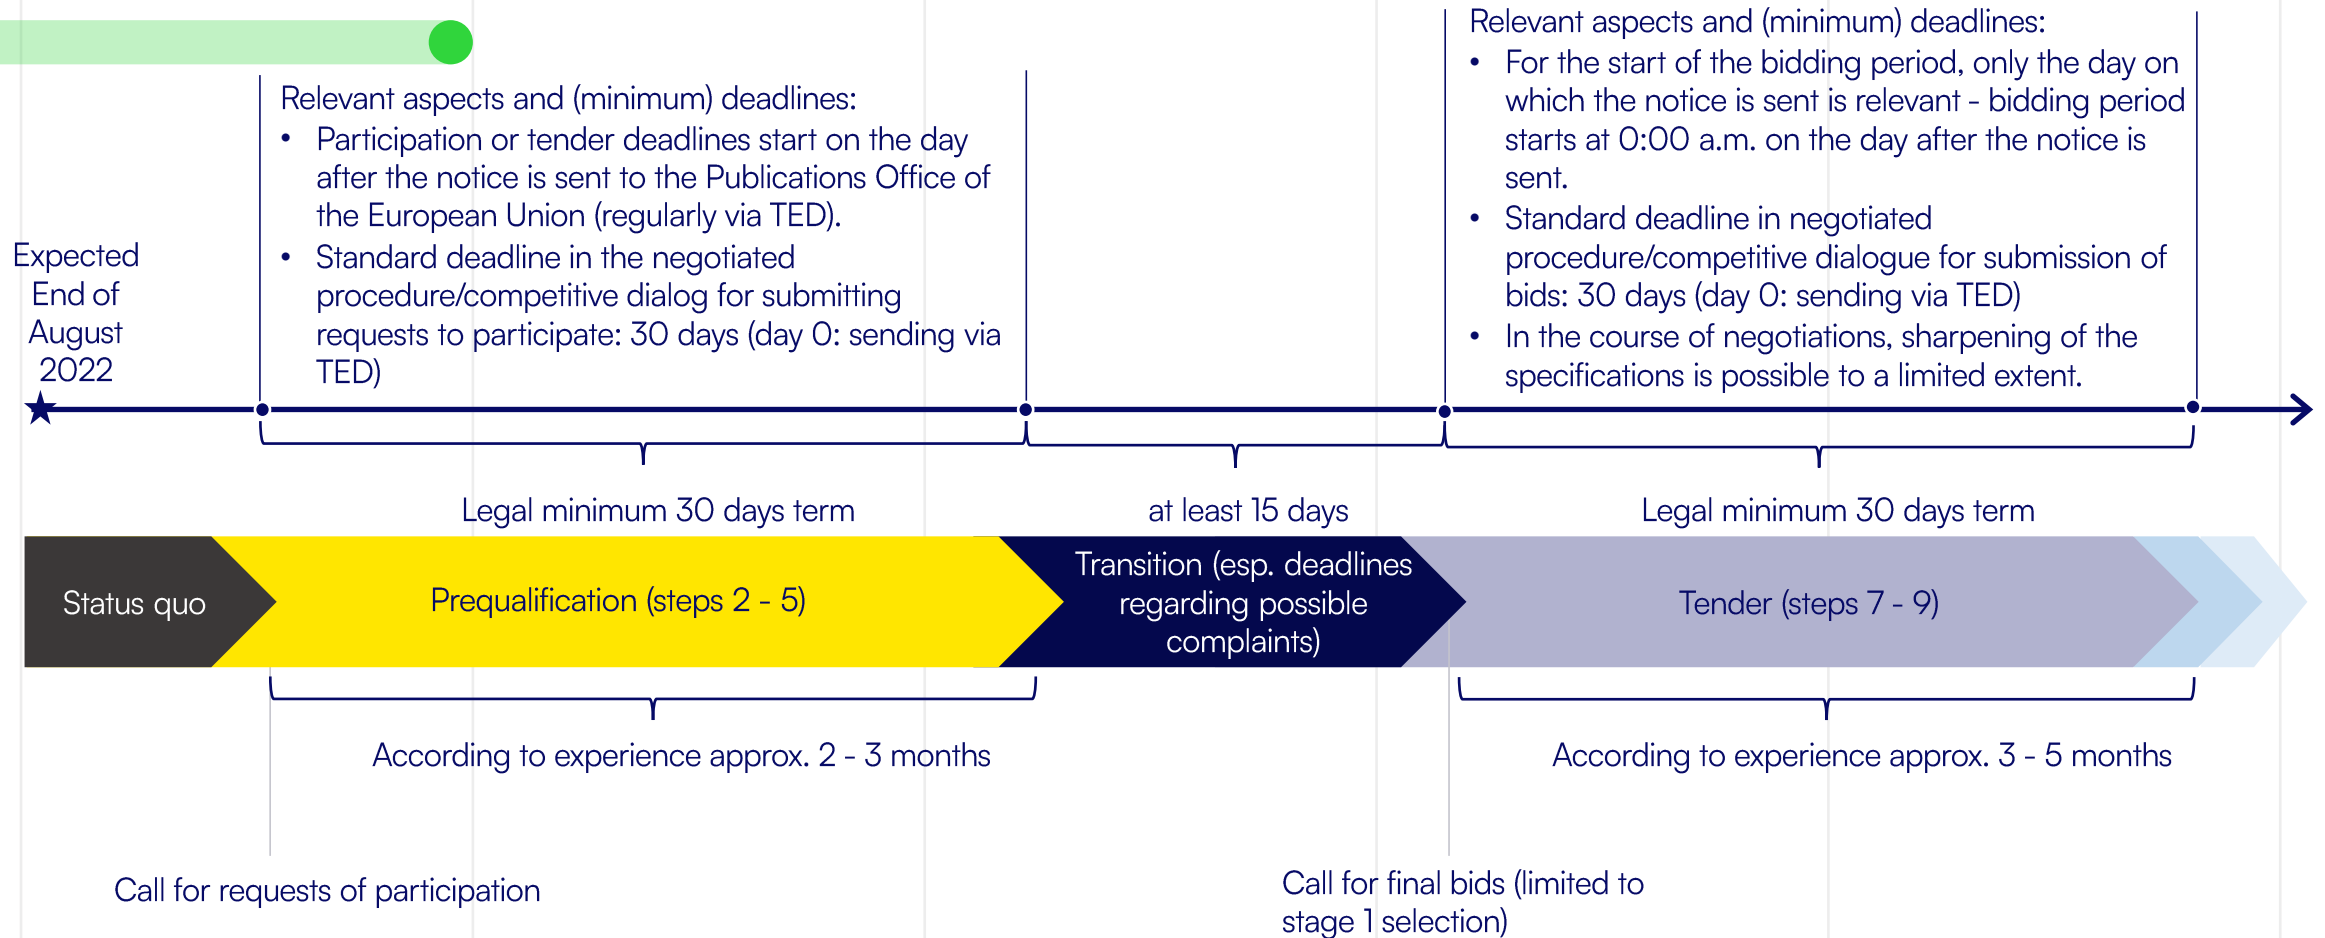 Relevant aspects and (minimum) deadlines:
• Participation or tender deadlines start on the day
after the notice is sent to the Publications Office of
the European Union (regularly via TED).
• Standard deadline in the negotiated
procedure/competitive dialog for submitting
requests to participate: 30 days (day 0: sending via
TED)
Relevant aspects and (minimum) deadlines:
• For the start of the bidding period, only the day on
which the notice is sent is relevant - bidding period
starts at 0:00 a.m. on the day after the notice is
sent.
• Standard deadline in negotiated
procedure/competitive dialogue for submission of
bids: 30 days (day 0: sending via TED)
• In the course of negotiations, sharpening of the
specifications is possible to a limited extent.
Expected
End of
August
2022
Legal minimum 30 days term
at least 15 days
Legal minimum 30 days term
Status quo
Prequalification (steps 2 - 5)
Transition (esp. deadlines
regarding possible
complaints)
Tender (steps 7 - 9)
According to experience approx. 2 - 3 months
According to experience approx. 3 - 5 months
Call for requests of participation
Call for final bids (limited to
stage 1 selection)